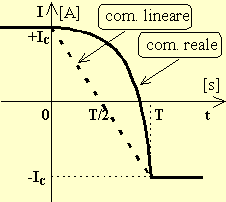 I [A]
com. lineare
+Ic
com. reale
[s]
0 T/2 T t
-Ic